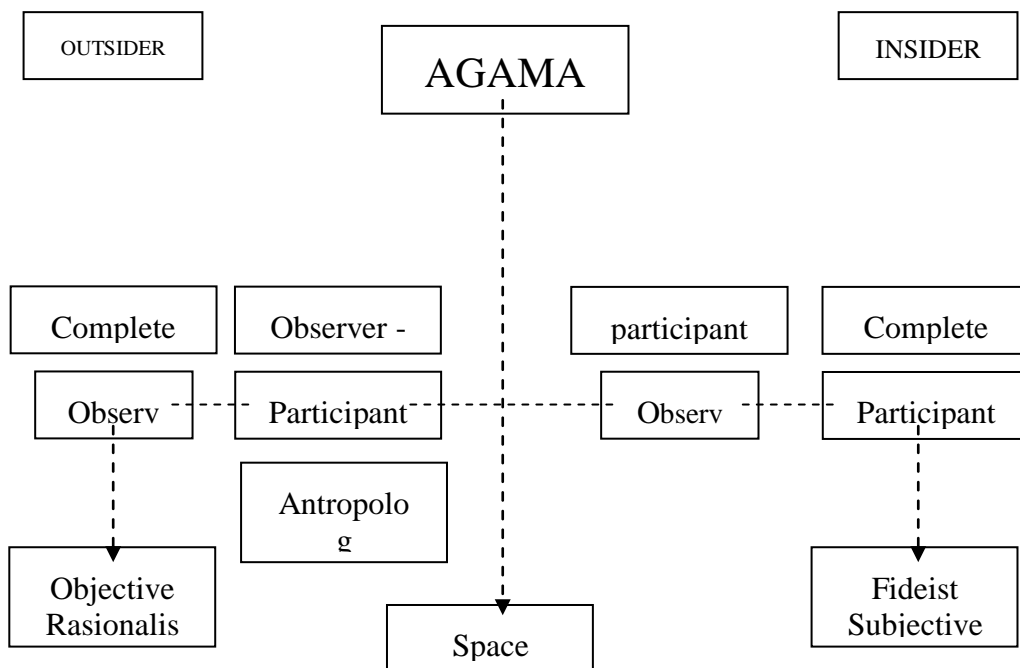 OUTSIDER
AGAMA
INSIDER
Complete
Observer -
participant
Complete
Observ
Participant
Observ
Participant
Antropolo
g
Objective
Rasionalis
Space
Fideist
Subjective